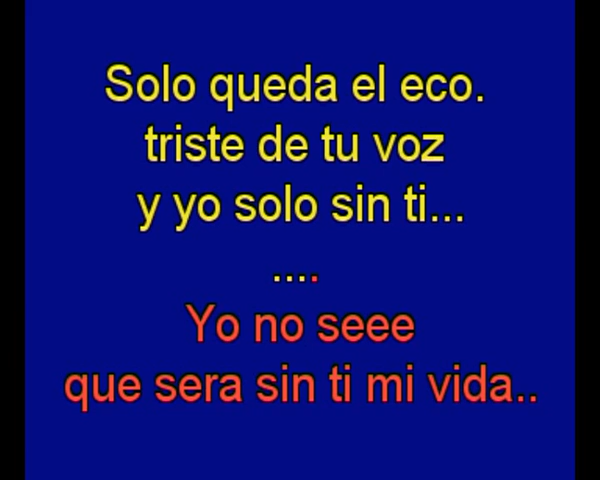 Solo queda el eco.
triste de tu voz
y yo solo sin ti...
....
Yo no seee
que sera sin ti mi vida..